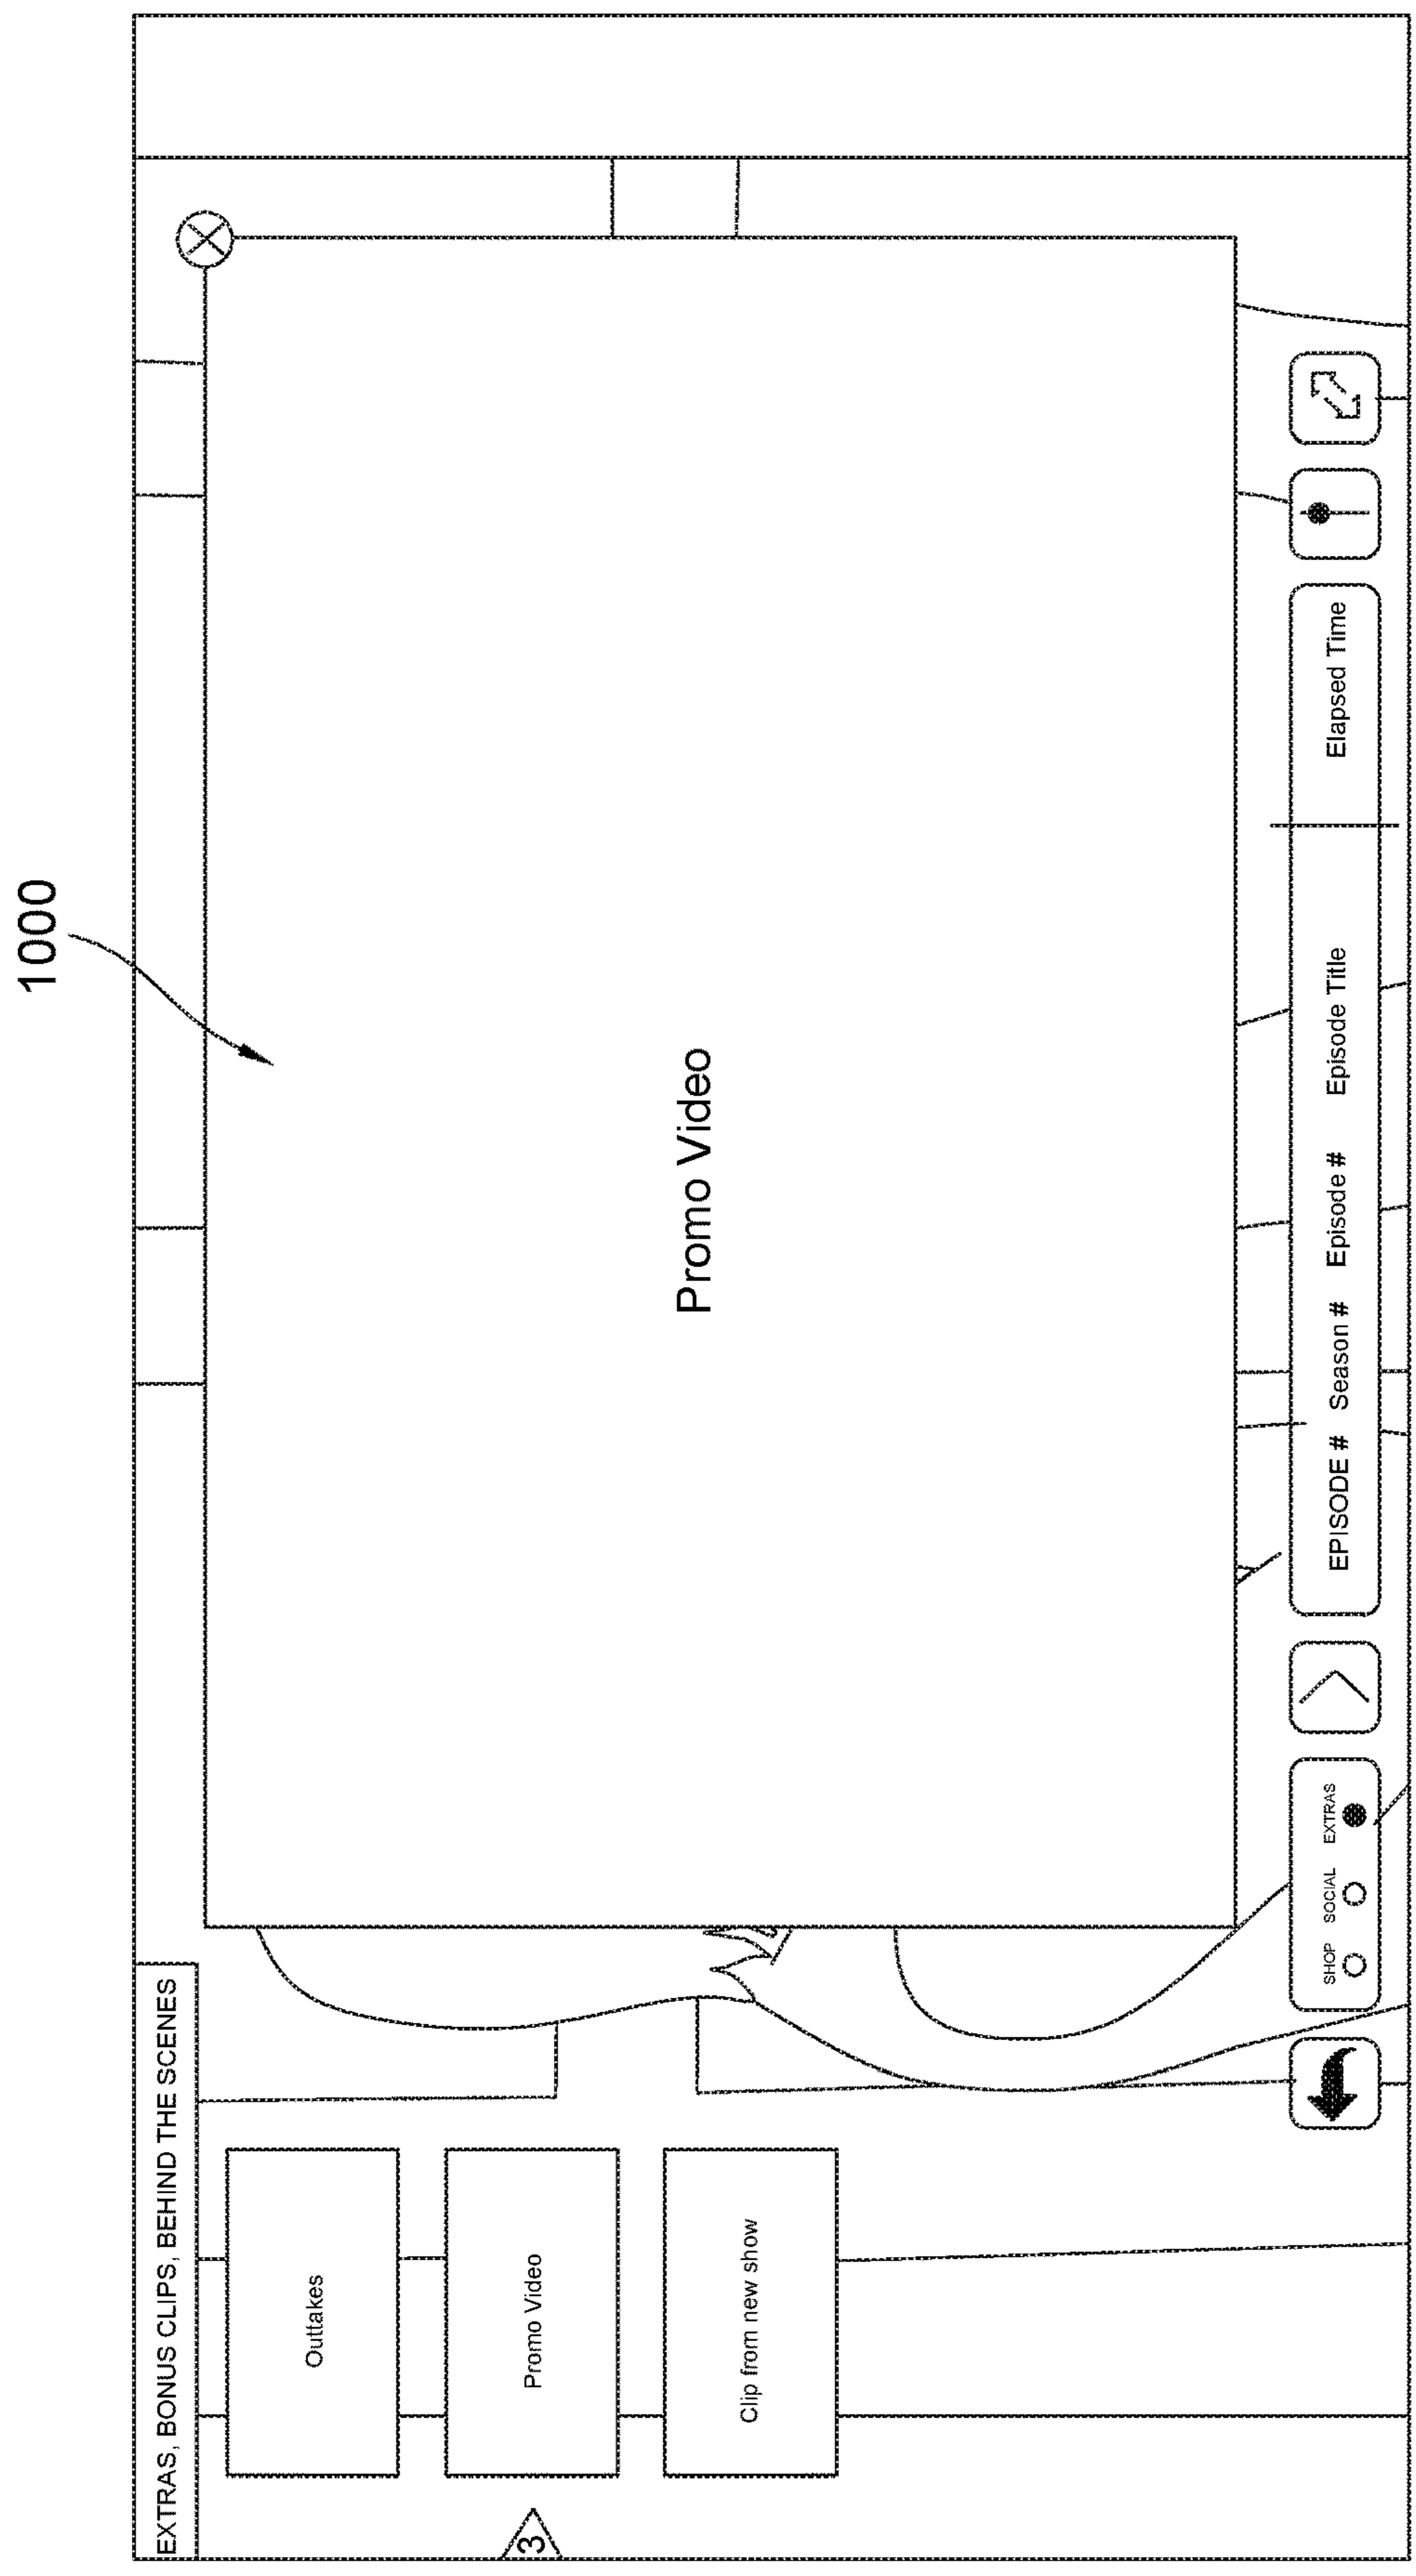 1000
EXTRAS, BONUS CLIPS, BEHIND THE SCENES
Outtakes
Promo Video
Clip from new show
3
Promo Video
SHOP SOCIAL EXTRAS
EPISODE # Season # Episode # Episode Title Elapsed Time